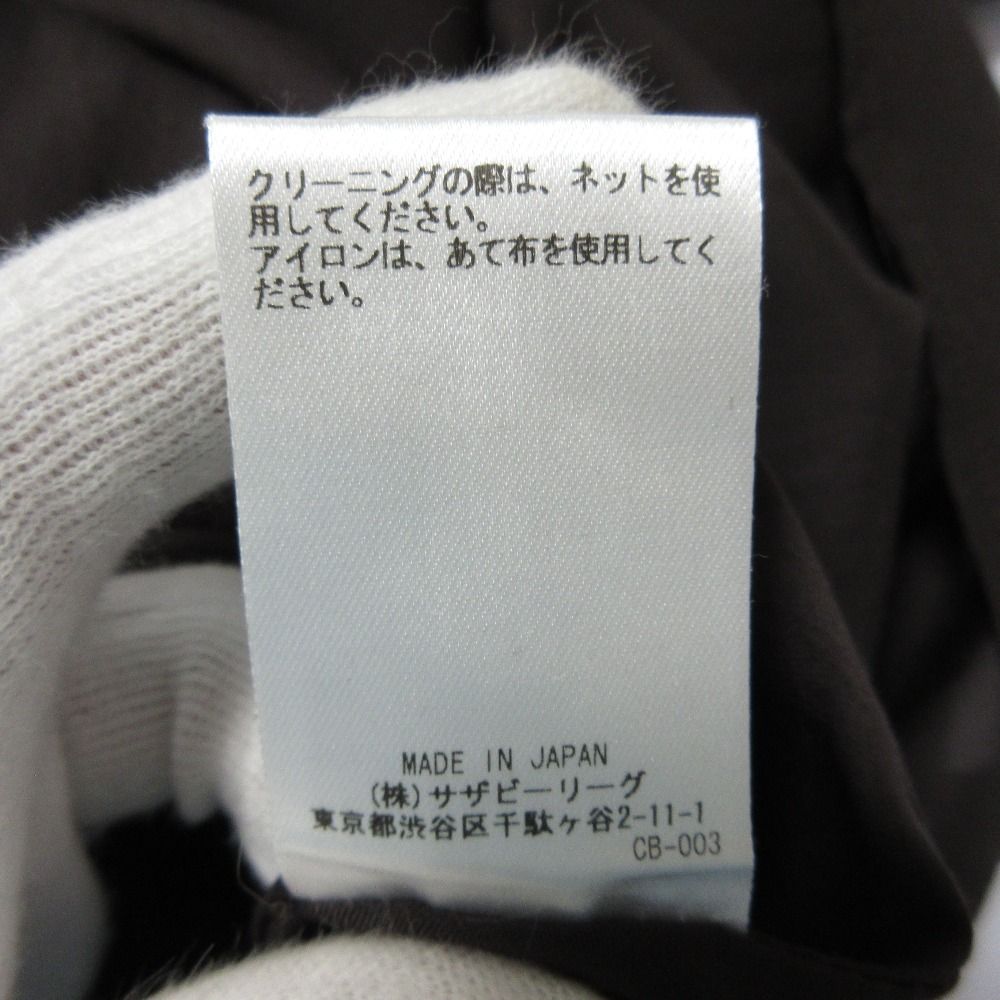 クリーニングの際は、ネットを使
用してください。
アイロンは、あて布を使用してく
ださい。
MADE IN JAPAN
(株)サザビーリーグ
東京都渋谷区千駄ヶ谷2-11-1
CB-003